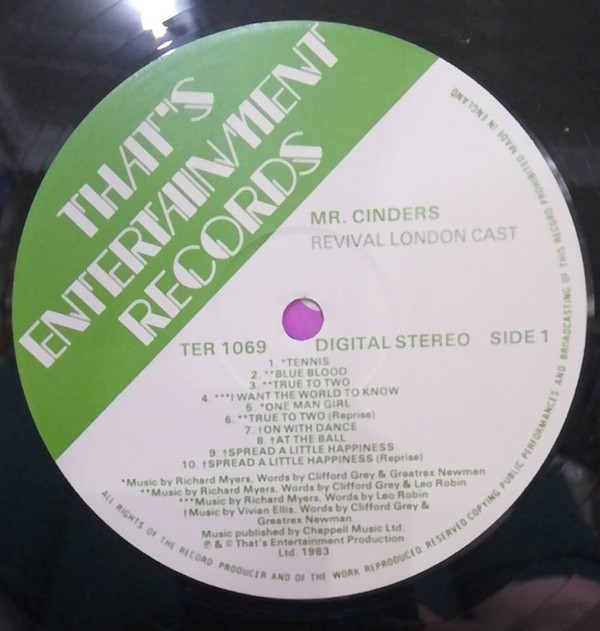 THAT'S
ENTERTAINMENT
RECORDS
MR. CINDERS
REVIVAL LONDON CAST
TER 1069 DIGITAL STEREO SIDE 1
1. *TENNIS
2. **BLUE BLOOD
3. **TRUE TO TWO
4. ***I WANT THE WORLD TO KNOW
5. *ONE MAN GIRL
6. **TRUE TO TWO (Reprise)
7. †ON WITH DANCE
8. †AT THE BALL
9. †SPREAD A LITTLE HAPPINESS
10. †SPREAD A LITTLE HAPPINESS (Reprise)
*Music by Richard Myers, Words by Clifford Grey & Greatrex Newman
**Music by Richard Myers, Words by Clifford Grey & Leo Robin
***Music by Richard Myers, Words by Leo Robin
†Music by Vivian Ellis, Words by Clifford Grey &
Greatrex Newman
Music published by Chappell Music Ltd.
℗ & © That's Entertainment Production
Ltd. 1983
ALL RIGHTS OF THE RECORD PRODUCER AND OF THE WORK REPRODUCED RESERVED COPYING PUBLIC PERFORMANCES AND BROADCASTING OF THIS RECORD PROHIBITED MADE IN ENGLAND